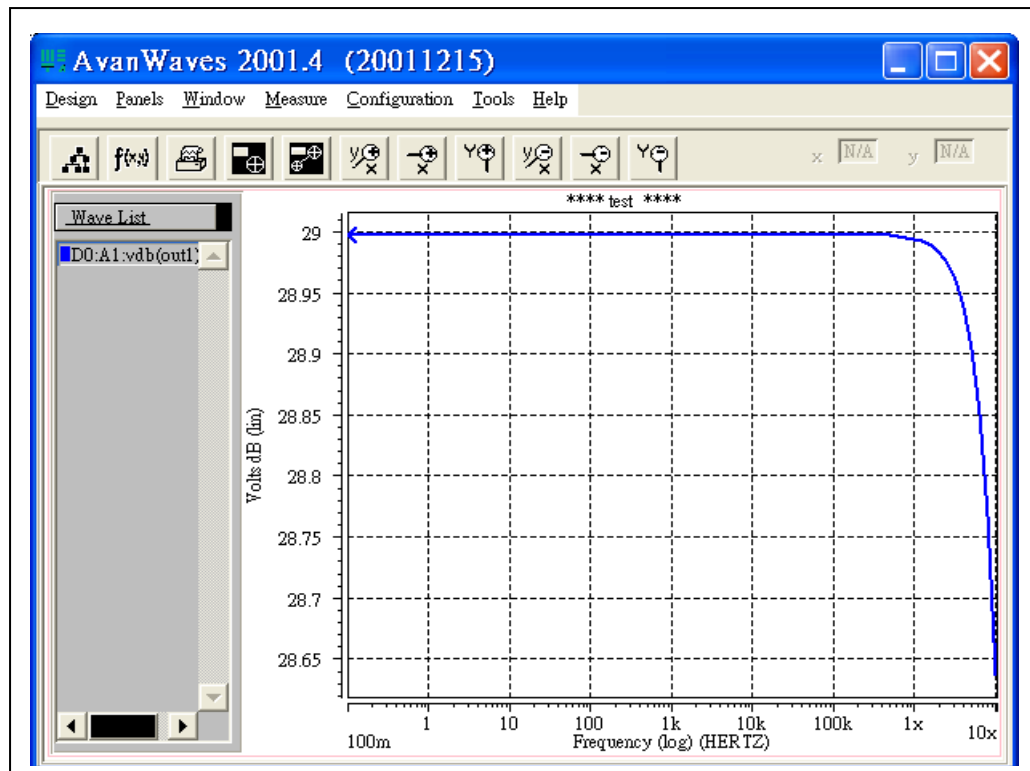 AvanWaves 2001.4 (20011215)
Design Panels Window Measure Configuration Tools Help
f(x,y) y x x Y y x x Y x N/A y N/A
Wave List
D0:A1:vdb(out1)
**** test ****
Volts dB (lin)
29
28.95
28.9
28.85
28.8
28.75
28.7
28.65
100m 1 10 100 1k 10k 100k 1x 10x
Frequency (log) (HERTZ)